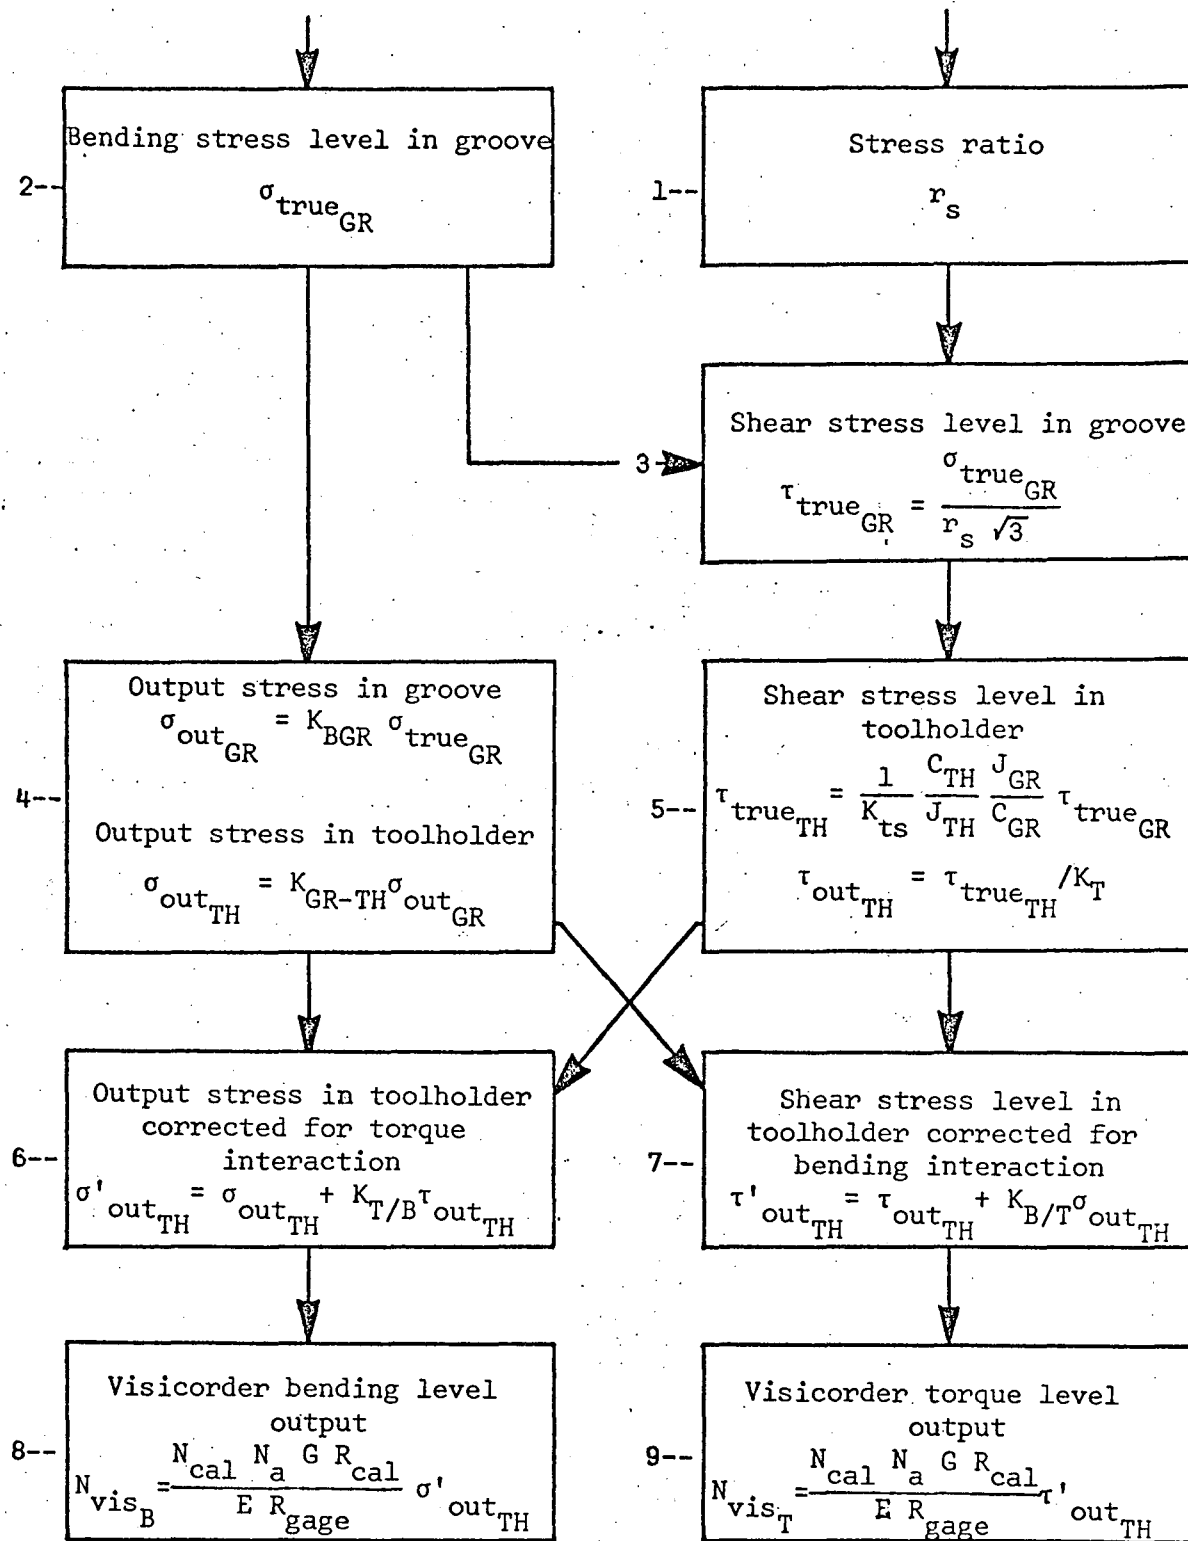 Bending stress level in groove
2--
σ_true_GR
Stress ratio
1--
r_s
Shear stress level in groove
3
τ_true_GR = σ_true_GR / (r_s √3)
Output stress in groove
σ_out_GR = K_BGR σ_true_GR
4--
Output stress in toolholder
σ_out_TH = K_GR-TH σ_out_GR
Shear stress level in
toolholder
5--
τ_true_TH = 1/K_ts C_TH/J_TH J_GR/C_GR τ_true_GR
τ_out_TH = τ_true_TH /K_T
Output stress in toolholder
corrected for torque
6--
interaction
σ'_out_TH = σ_out_TH + K_T/B τ_out_TH
Shear stress level in
toolholder corrected for
7--
bending interaction
τ'_out_TH = τ_out_TH + K_B/T σ_out_TH
Visicorder bending level
output
8--
N_vis_B = (N_cal N_a G R_cal) / (E R_gage) σ'_out_TH
Visicorder torque level
output
9--
N_vis_T = (N_cal N_a G R_cal) / (E R_gage) τ'_out_TH